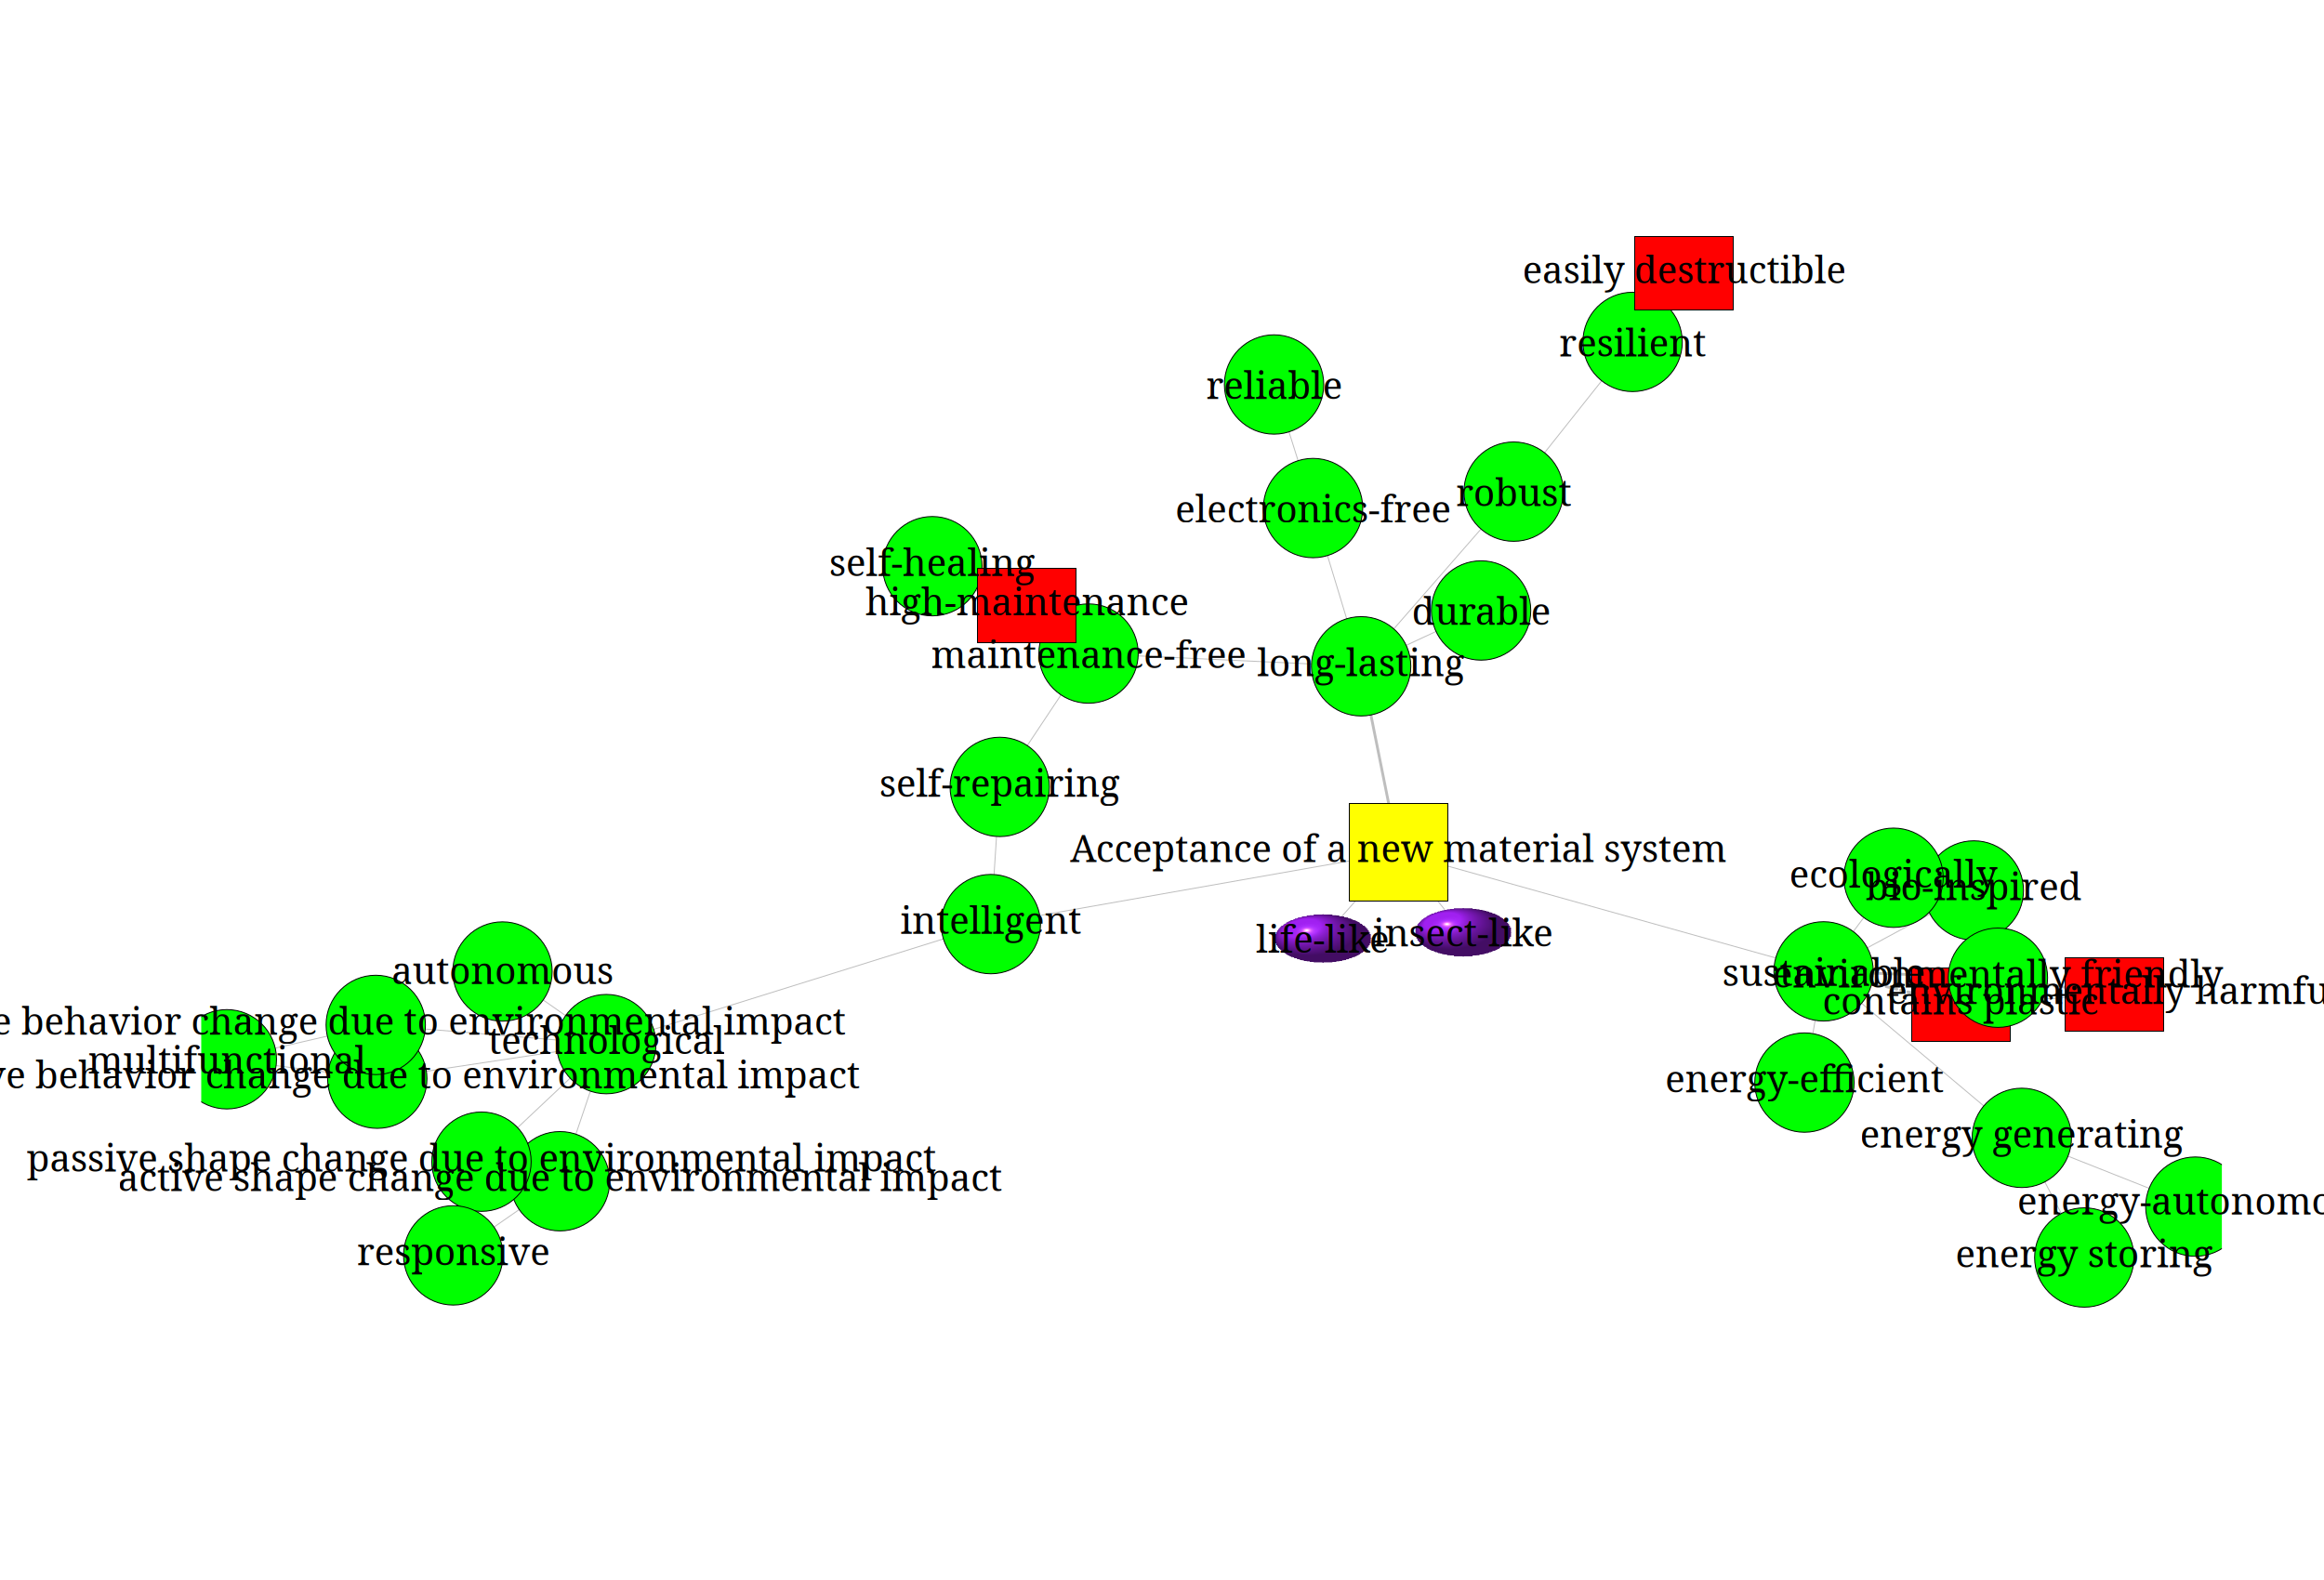 easily destructible
resilient
reliable
robust
electronics-free
self-healing
high-maintenance
durable
maintenance-free
long-lasting
self-repairing
Acceptance of a new material system
ecologically
bio-inspired
intelligent
life-like
insect-like
autonomous
sustainable
environmentally friendly
environmentally harmfu
contains plastic
e behavior change due to environmental impact
technological
multifunctional
ve behavior change due to environmental impact
energy-efficient
energy generating
passive shape change due to environmental impact
active shape change due to environmental impact
energy-autonomo
responsive
energy storing